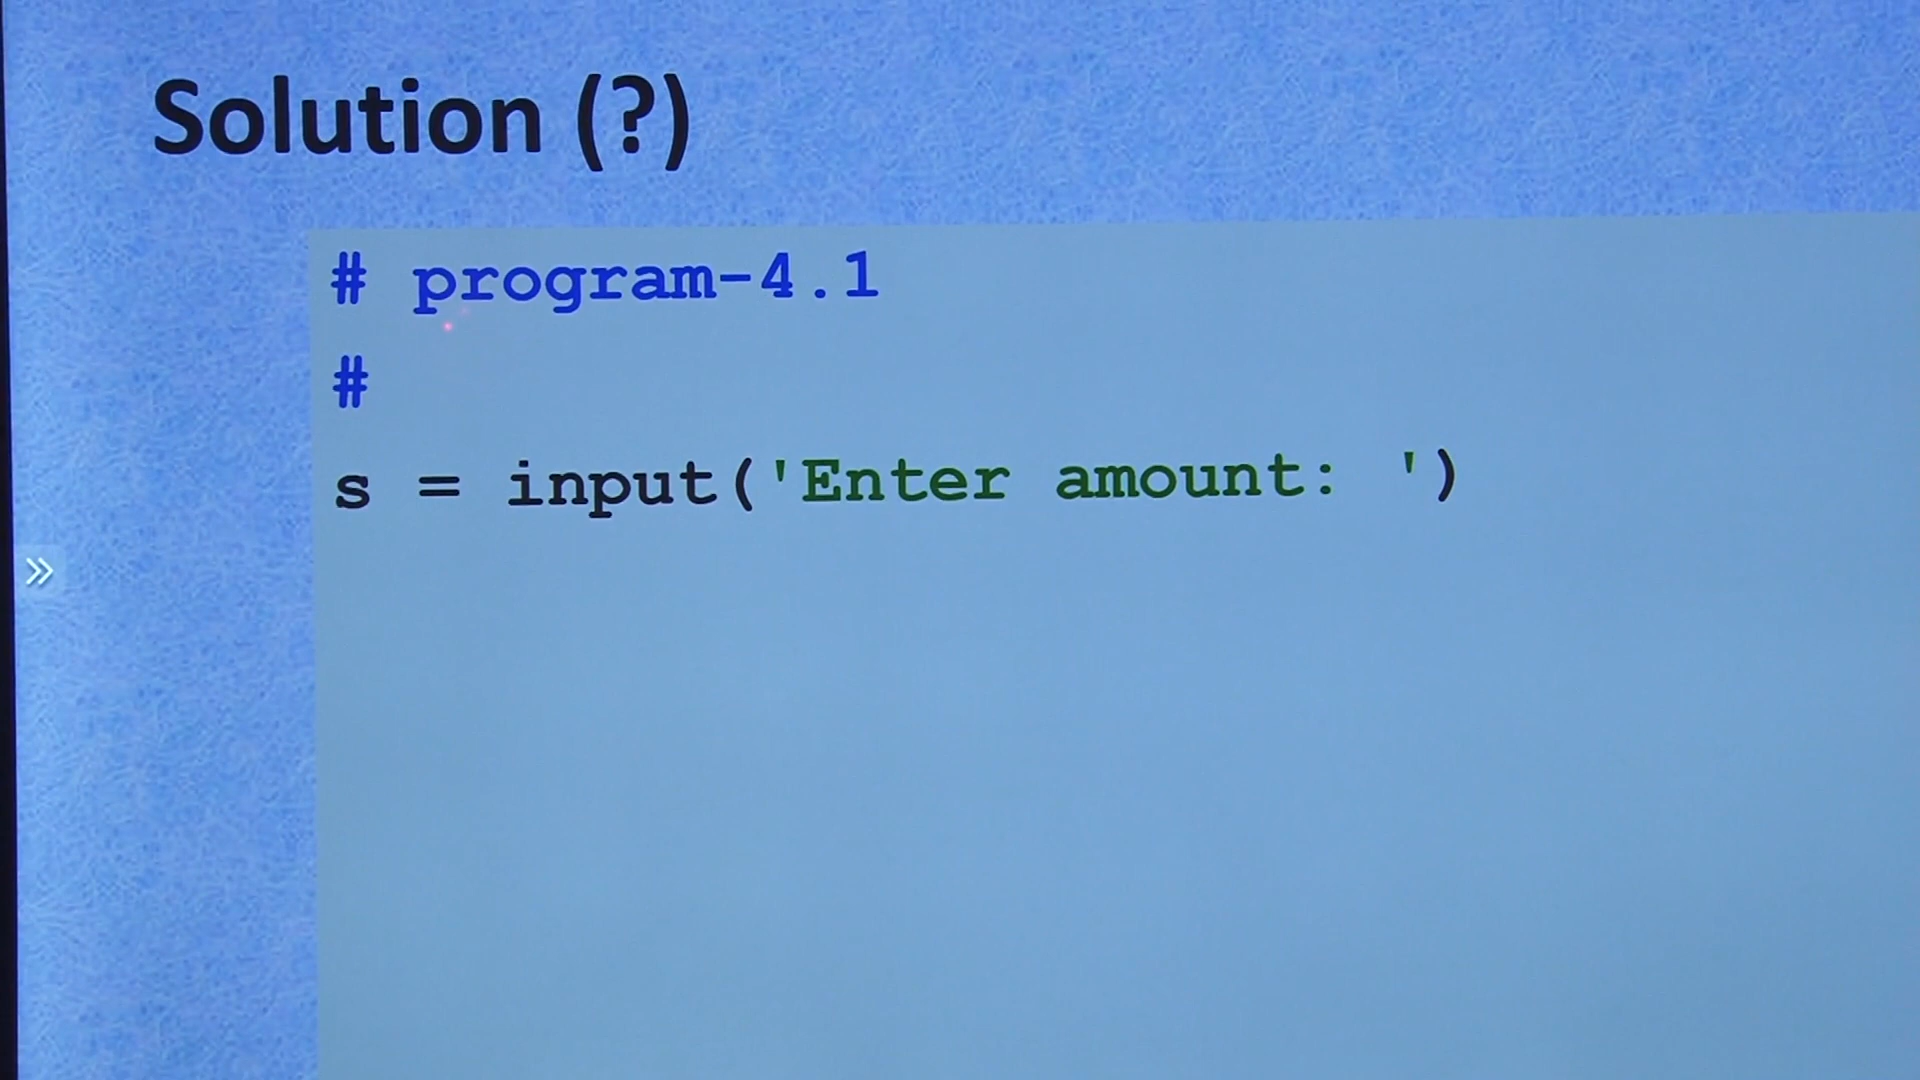 Solution (?)
# program-4.1
#
s = input('Enter amount: ')